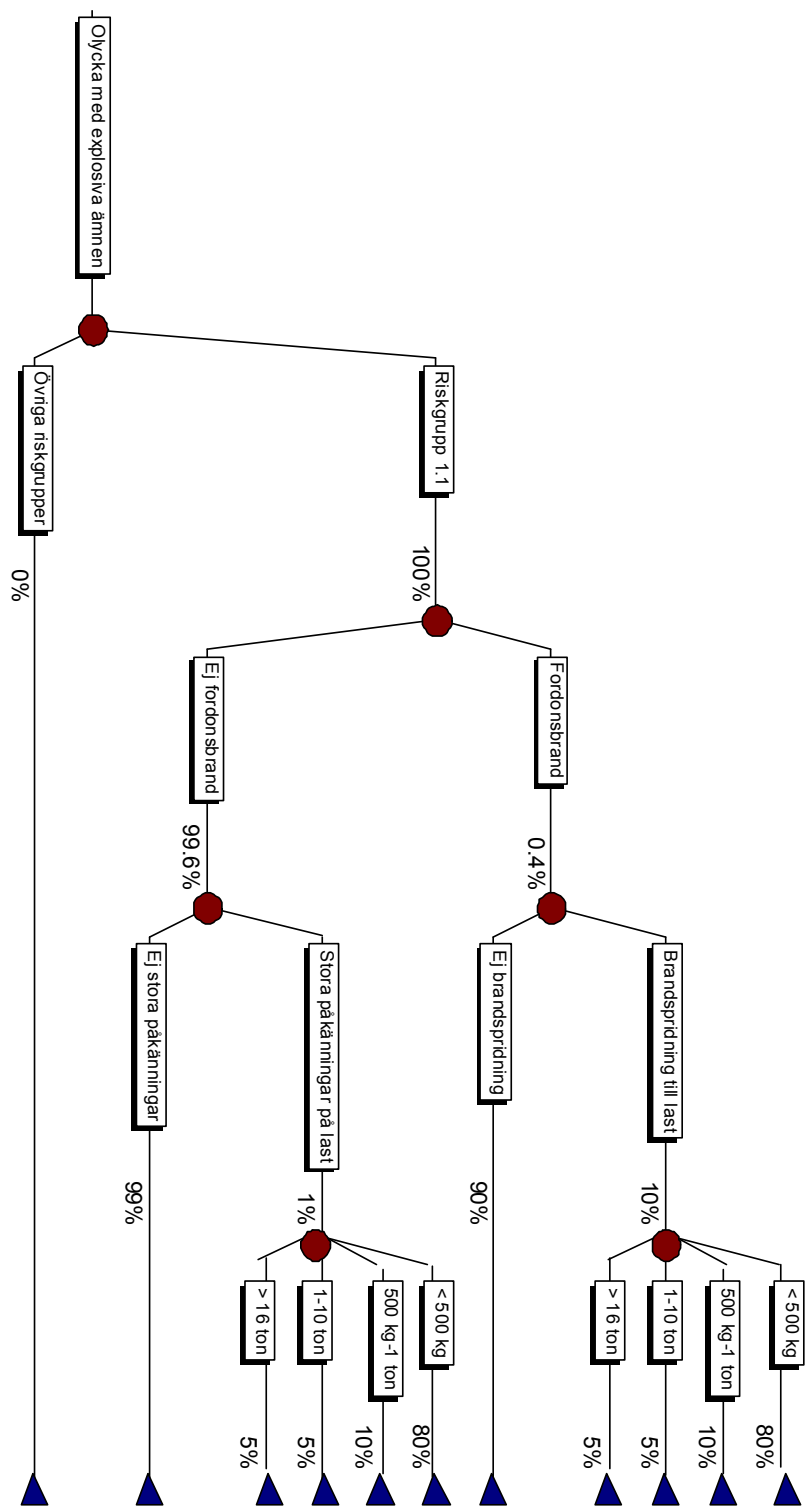 Olycka med explosiva ämnen
Riskgrupp 1.1
100%
Fordonsbrand
0.4%
Brandspridning till last
10%
< 500 kg
80%
500 kg-1 ton
10%
1-10 ton
5%
> 16 ton
5%
Ej brandspridning
90%
Ej fordonsbrand
99.6%
Stora påkänningar på last
1%
< 500 kg
80%
500 kg-1 ton
10%
1-10 ton
5%
> 16 ton
5%
Ej stora påkänningar
99%
Övriga riskgrupper
0%